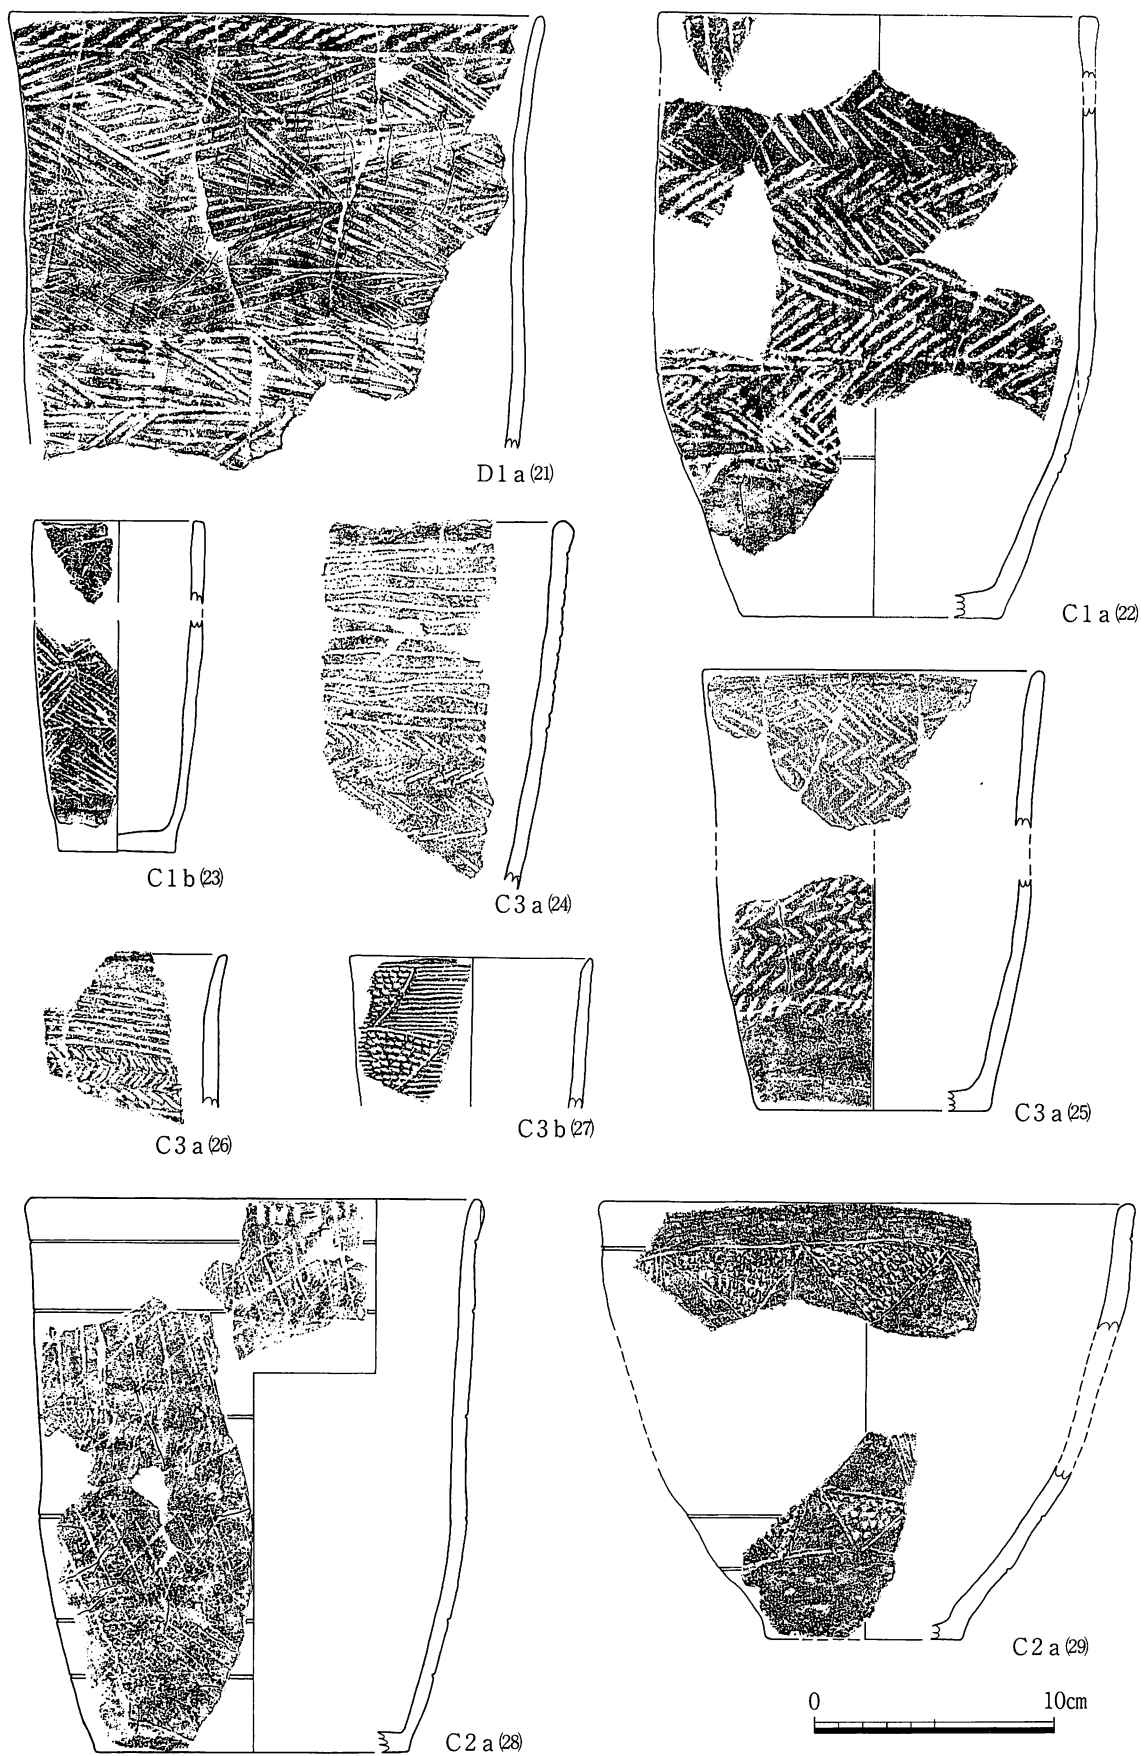 D1a(21)
C1a(22)
C1b(23)
C3a(24)
C3a(25)
C3a(26)
C3b(27)
C2a(28)
C2a(29)
0 10cm